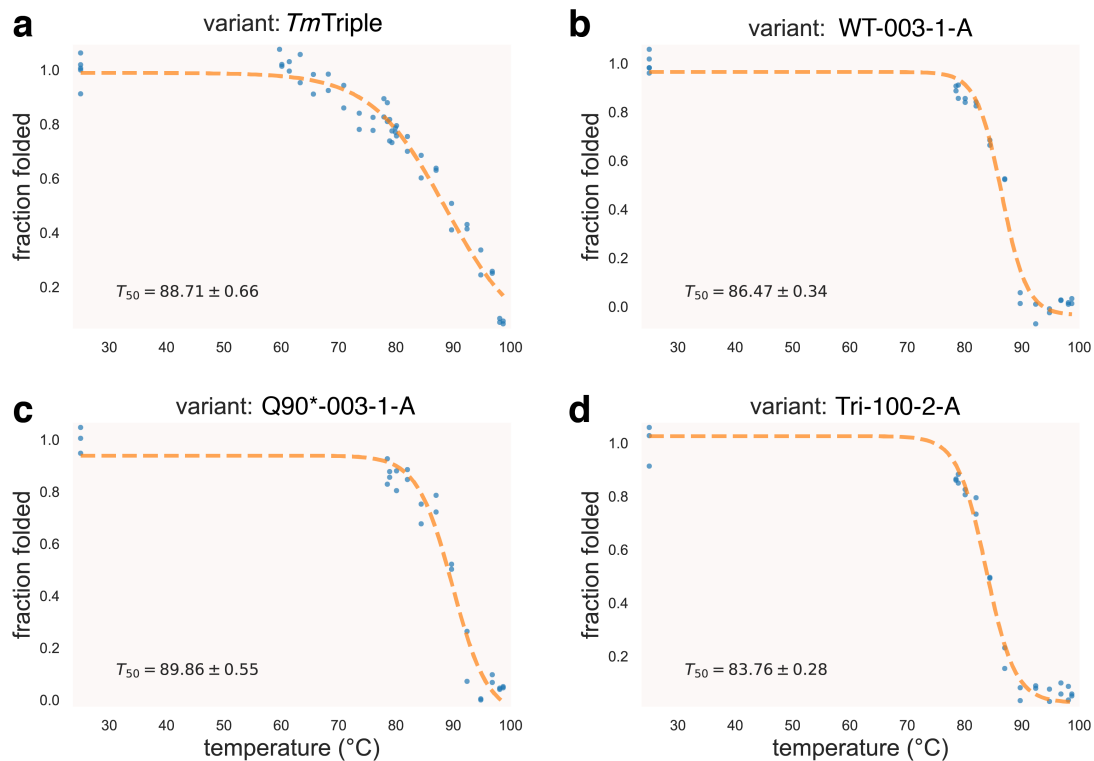 a
variant: TmTriple
fraction folded
1.0
0.8
0.6
0.4
0.2
T50 = 88.71 ± 0.66
30 40 50 60 70 80 90 100
b
variant: WT-003-1-A
fraction folded
1.0
0.8
0.6
0.4
0.2
0.0
T50 = 86.47 ± 0.34
30 40 50 60 70 80 90 100
c
variant: Q90*-003-1-A
fraction folded
1.0
0.8
0.6
0.4
0.2
0.0
T50 = 89.86 ± 0.55
30 40 50 60 70 80 90 100
temperature (°C)
d
variant: Tri-100-2-A
fraction folded
1.0
0.8
0.6
0.4
0.2
T50 = 83.76 ± 0.28
30 40 50 60 70 80 90 100
temperature (°C)